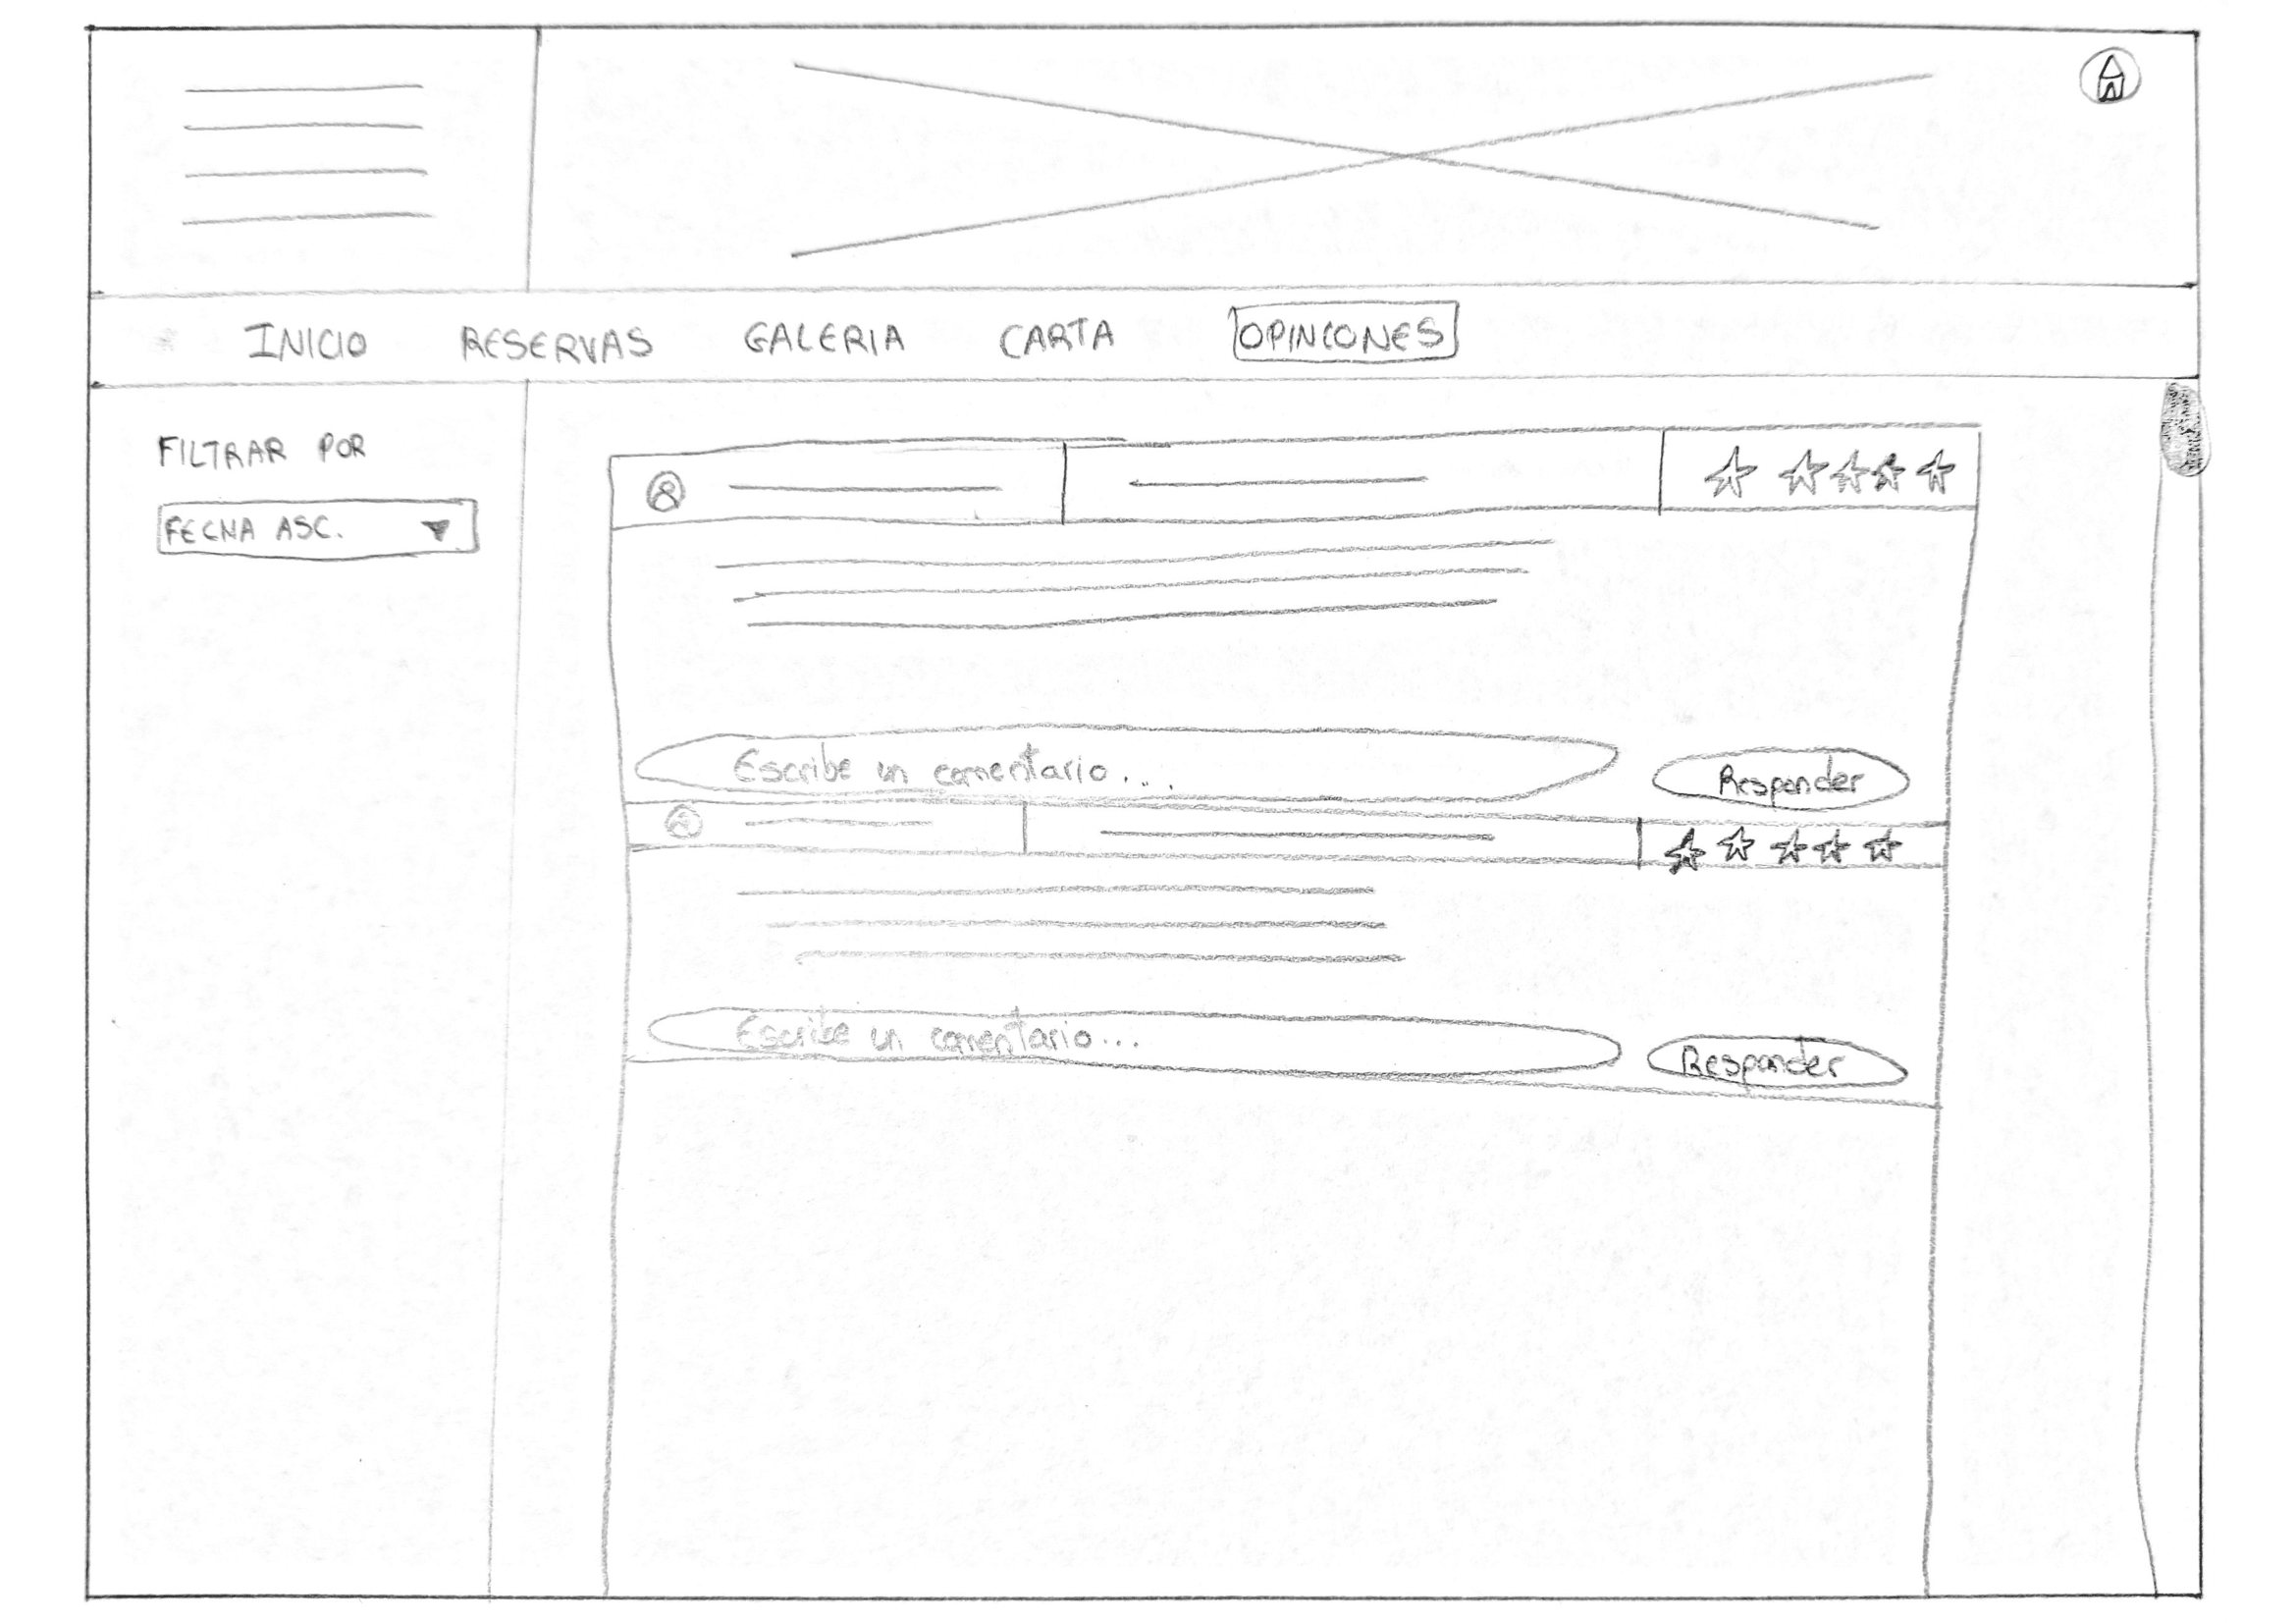 INICIO RESERVAS GALERIA CARTA OPINIONES
FILTRAR POR
FECHA ASC.
Escribe un comentario...
Responder
Escribe un comentario...
Responder